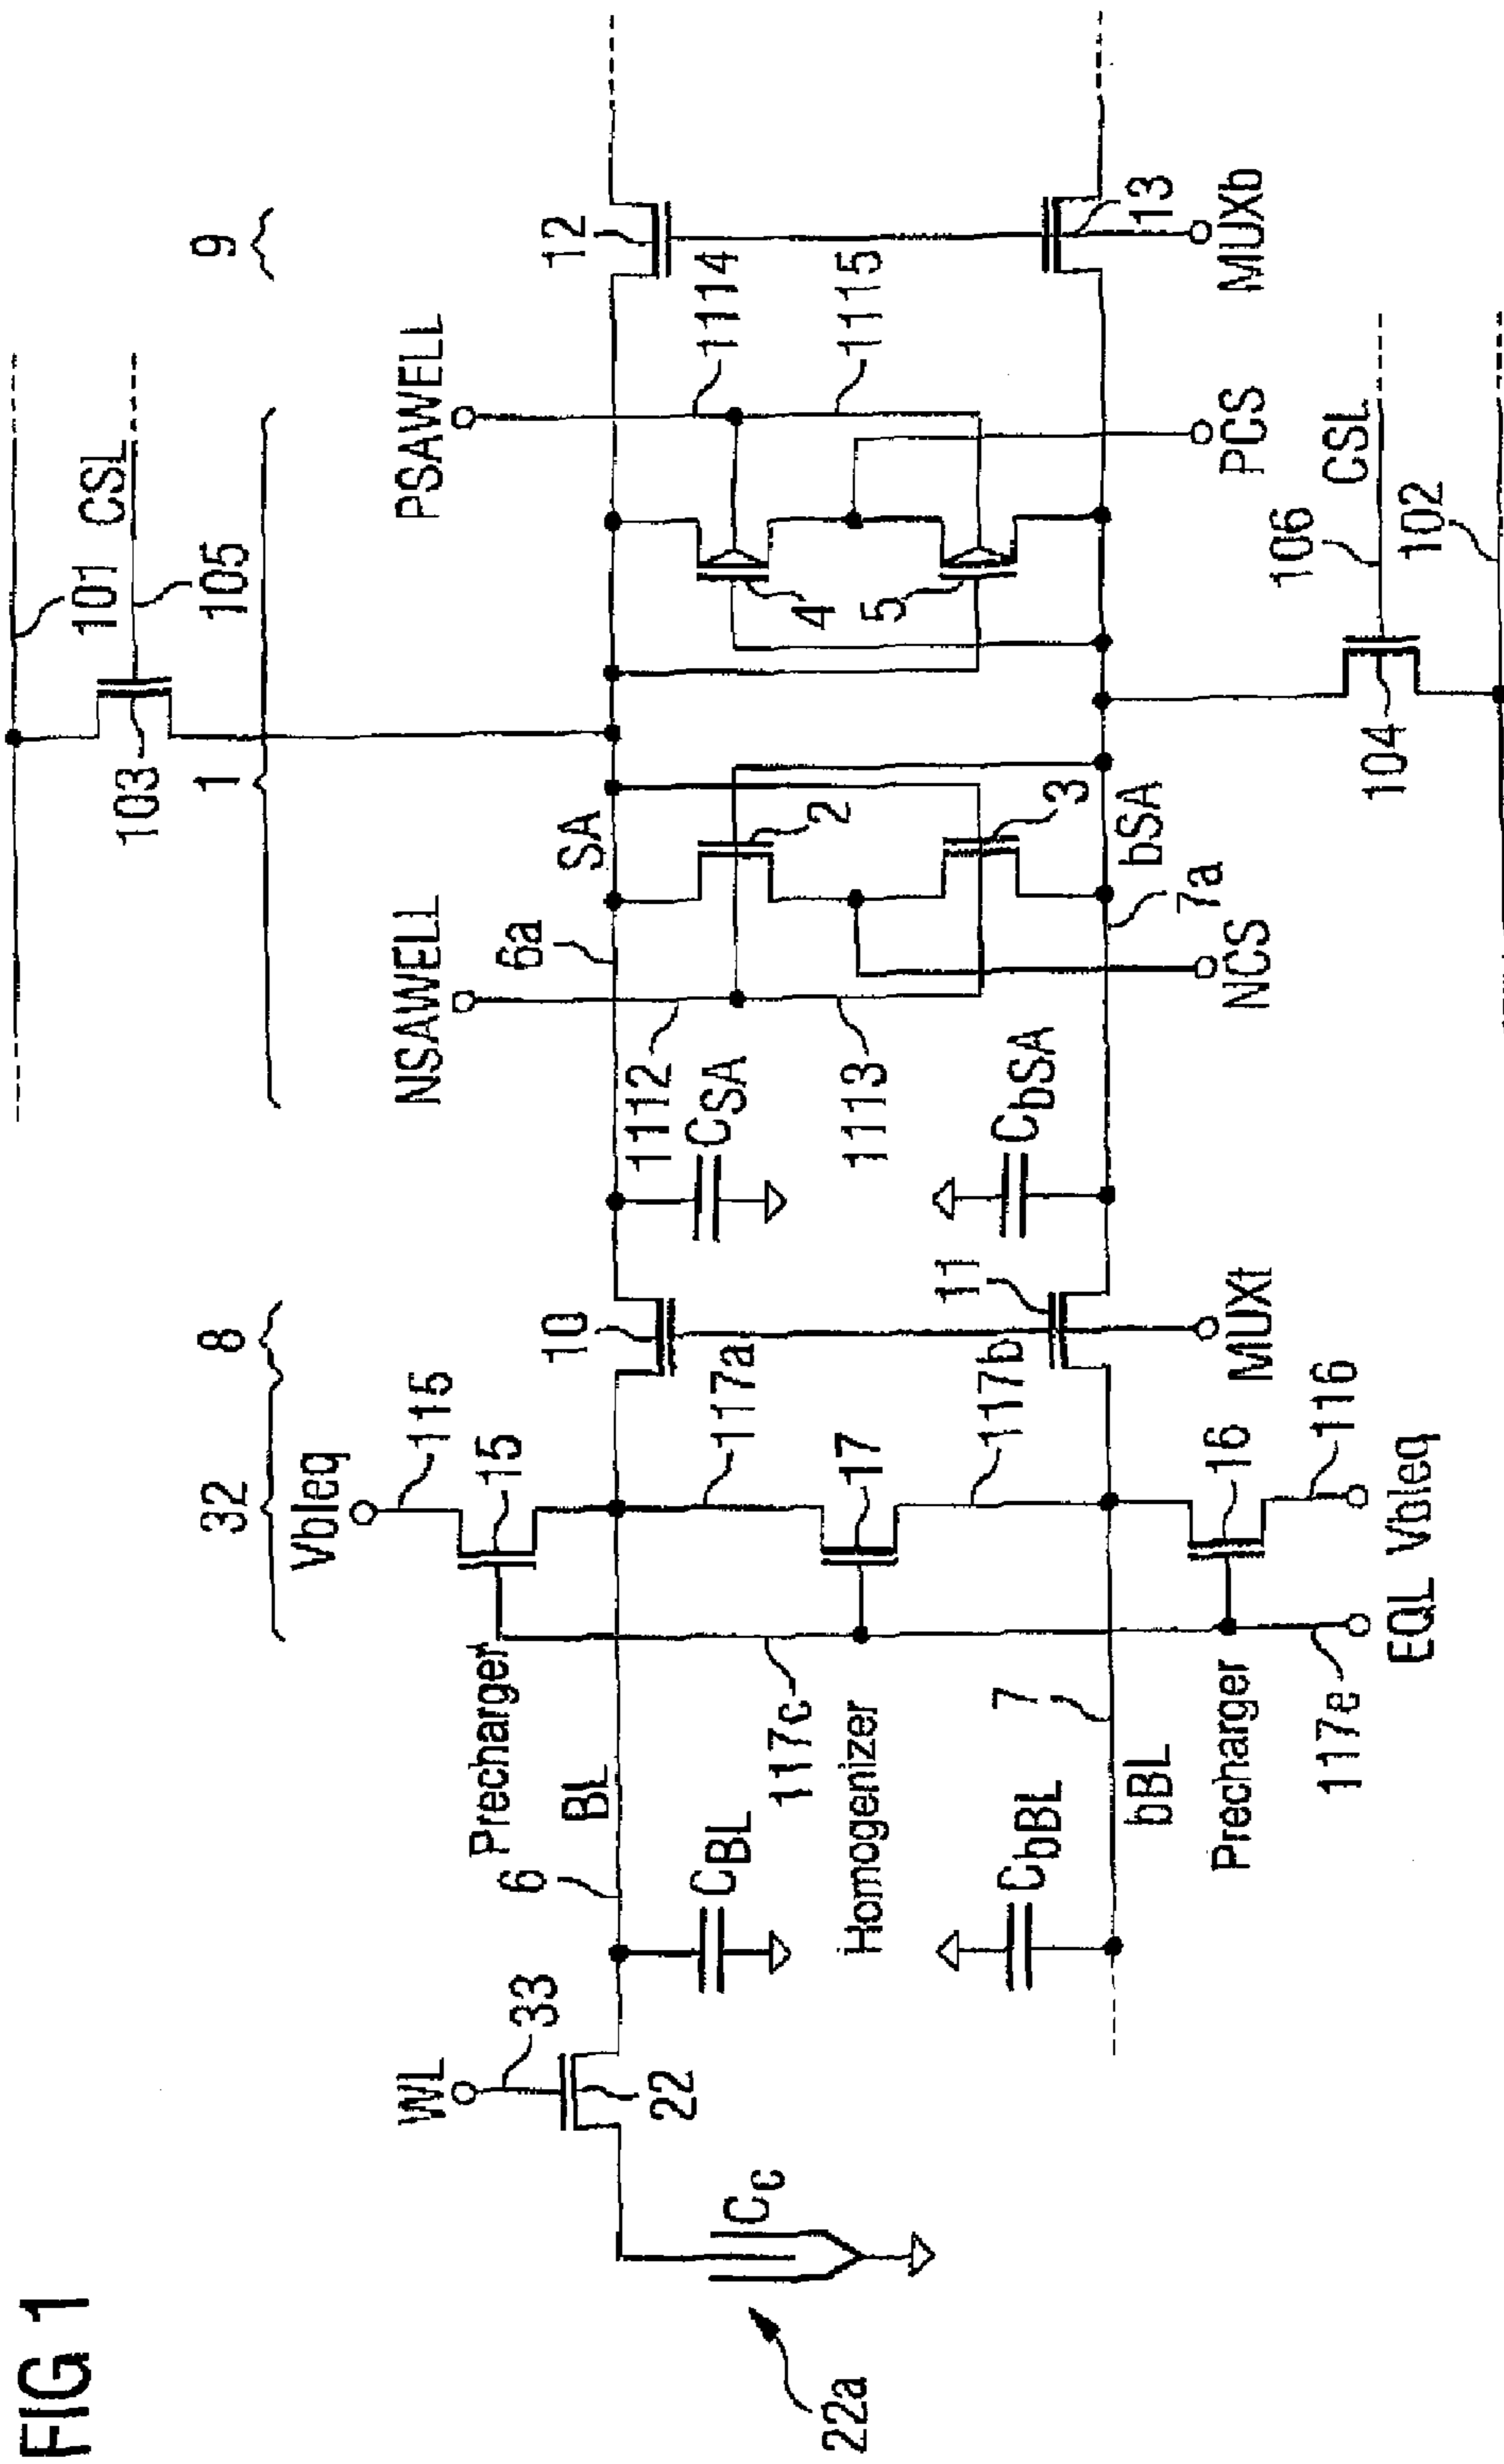 FIG 1
101
CSL
105
103
1
9
32
8
Vbleq
115
15
Precharger
NSAWELL
PSAWELL
WL
33
22
6
BL
10
6a
SA
12
1112
1114
CSA
2
4
CBL
117a
117c
17
Homogenizer
Cc
22a
1113
1115
3
5
CbBL
CbSA
117b
11
7
bBL
7a
bSA
13
Precharger
16
116
117e
EQL
Vbleq
MUXt
NCS
PCS
MUXb
104
106
CSL
102